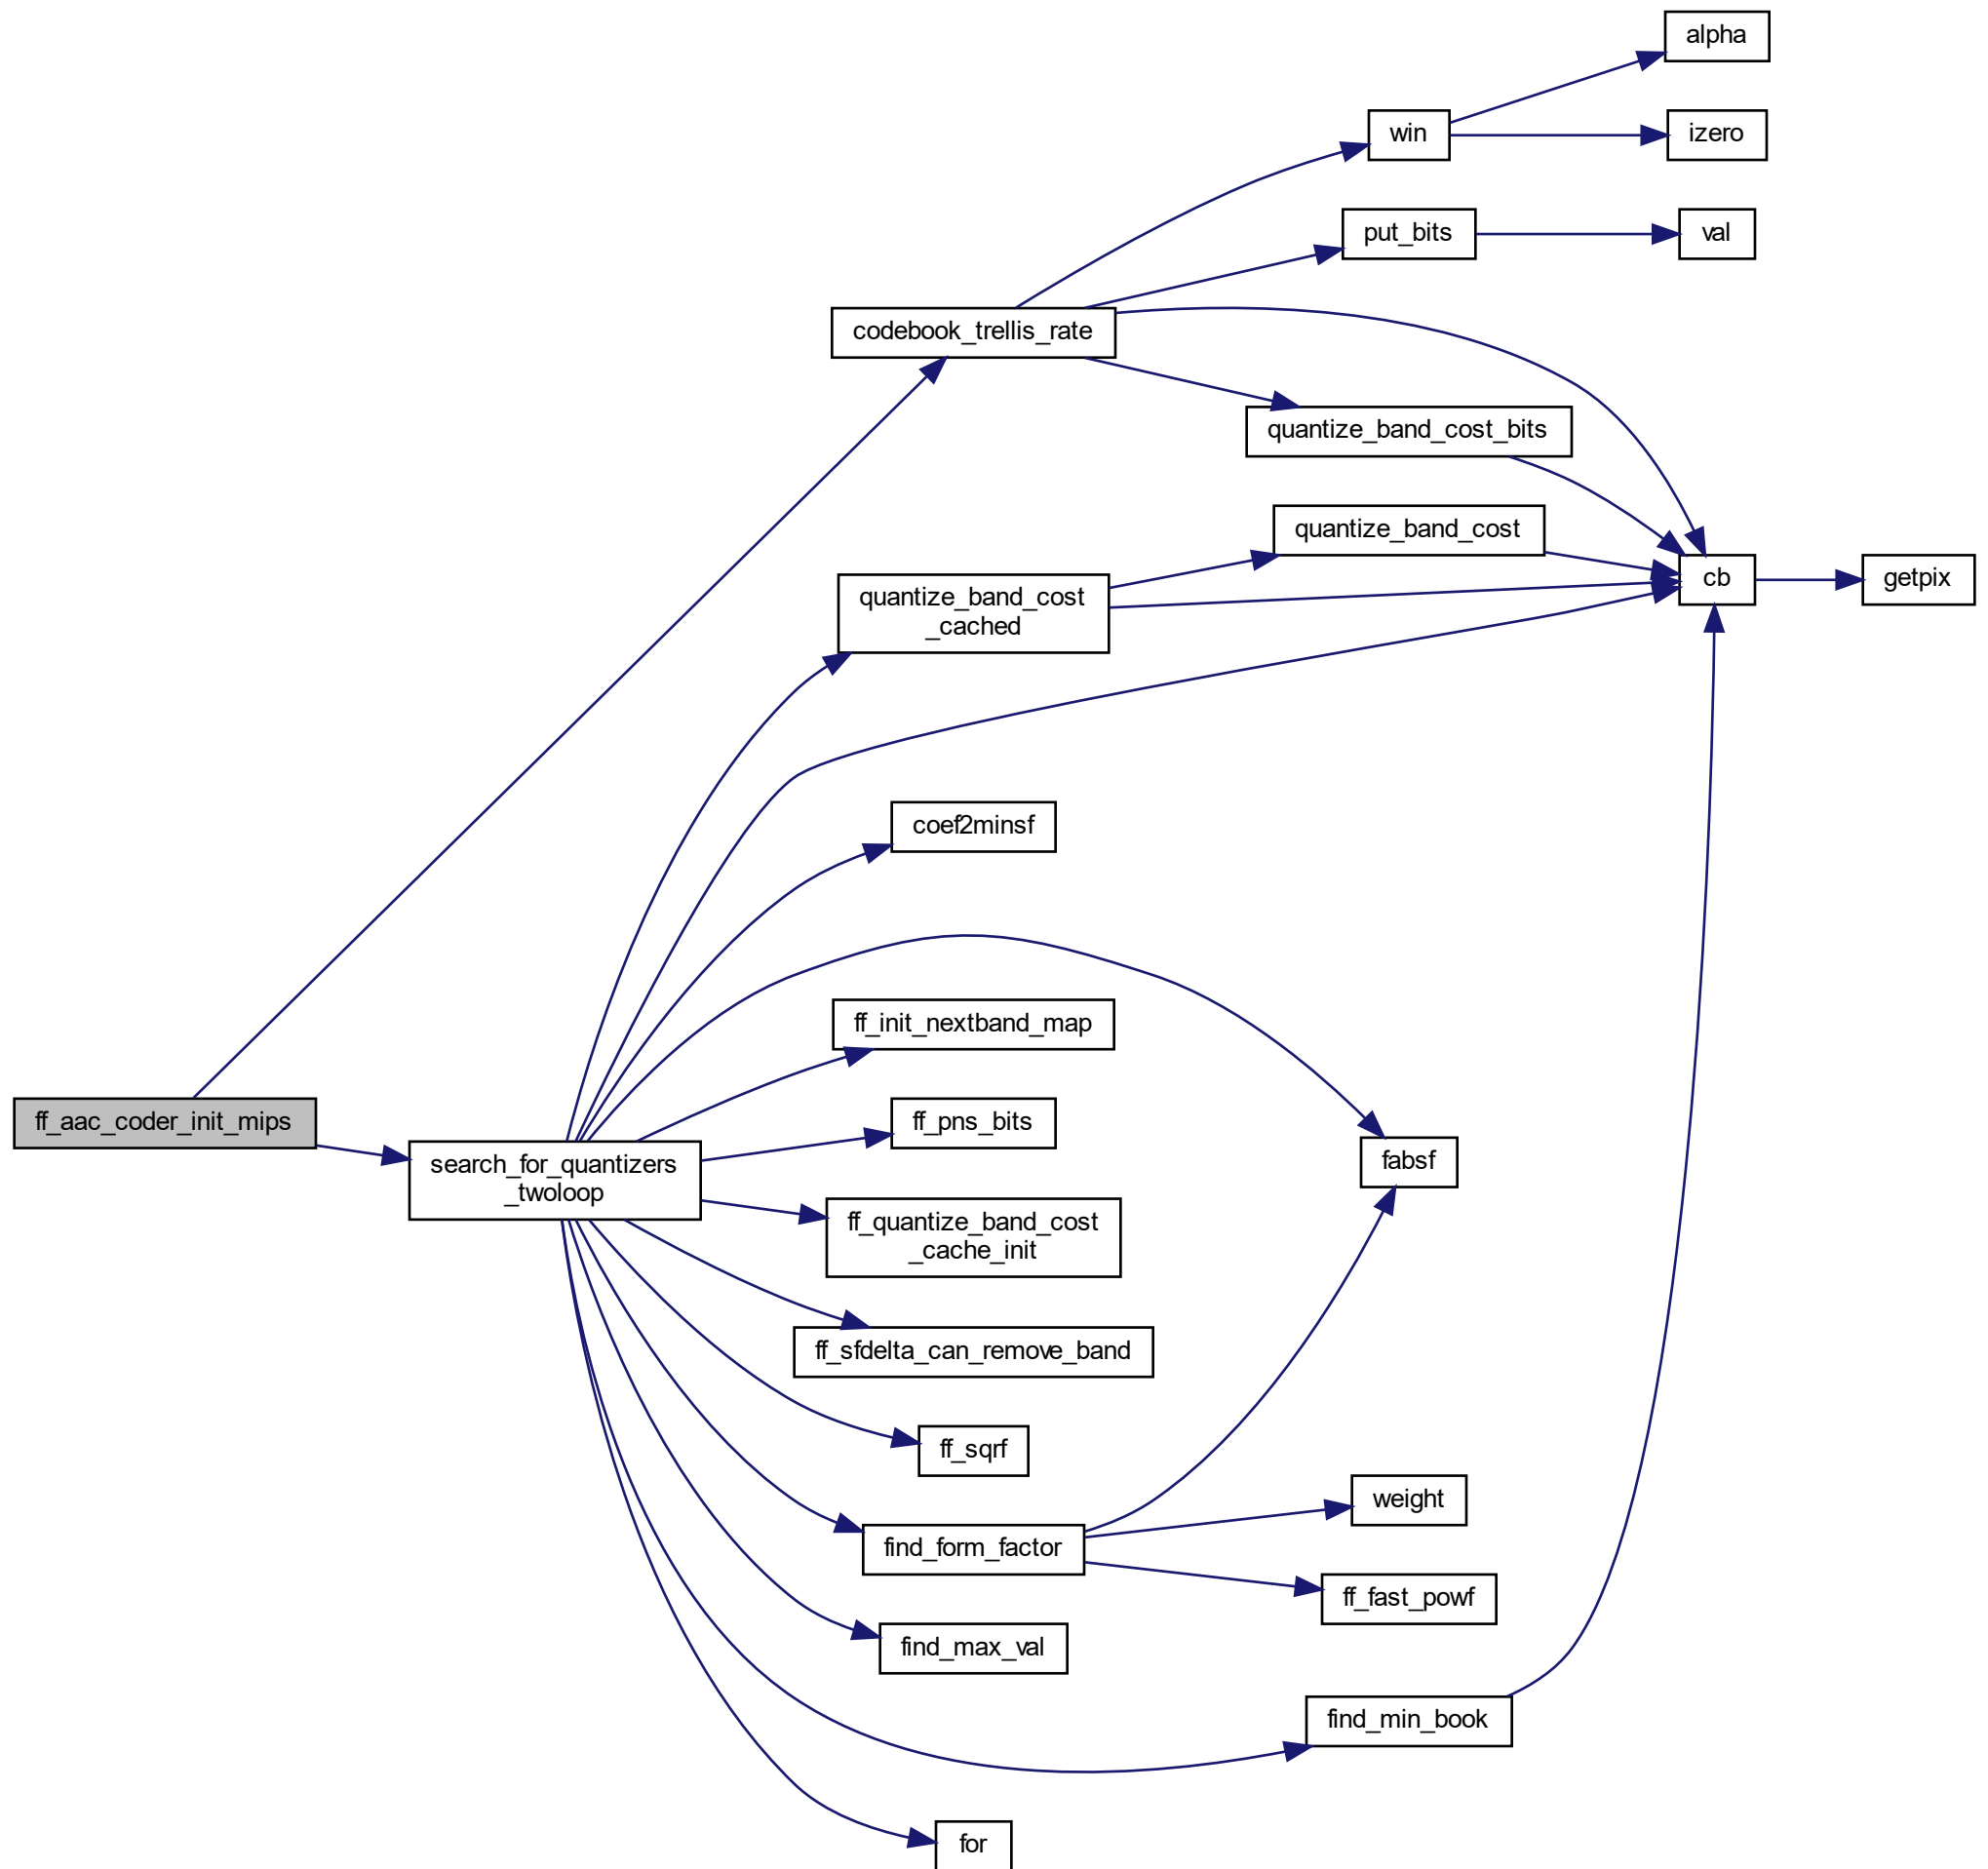 alpha
win
izero
put_bits
val
codebook_trellis_rate
quantize_band_cost_bits
quantize_band_cost
cb
getpix
quantize_band_cost
_cached
coef2minsf
ff_init_nextband_map
ff_aac_coder_init_mips
ff_pns_bits
search_for_quantizers
_twoloop
fabsf
ff_quantize_band_cost
_cache_init
ff_sfdelta_can_remove_band
ff_sqrf
weight
find_form_factor
ff_fast_powf
find_max_val
find_min_book
for